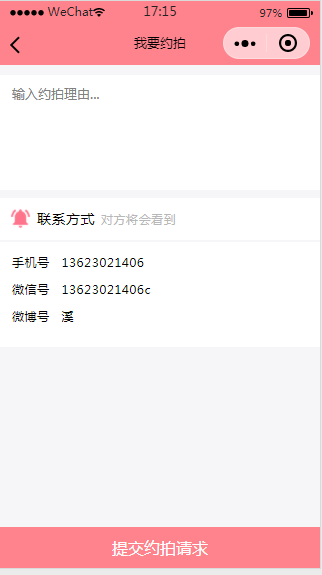 WeChat 17:15 97%
我要约拍
输入约拍理由...
联系方式 对方将会看到
手机号 13623021406
微信号 13623021406c
微博号 溪
提交约拍请求